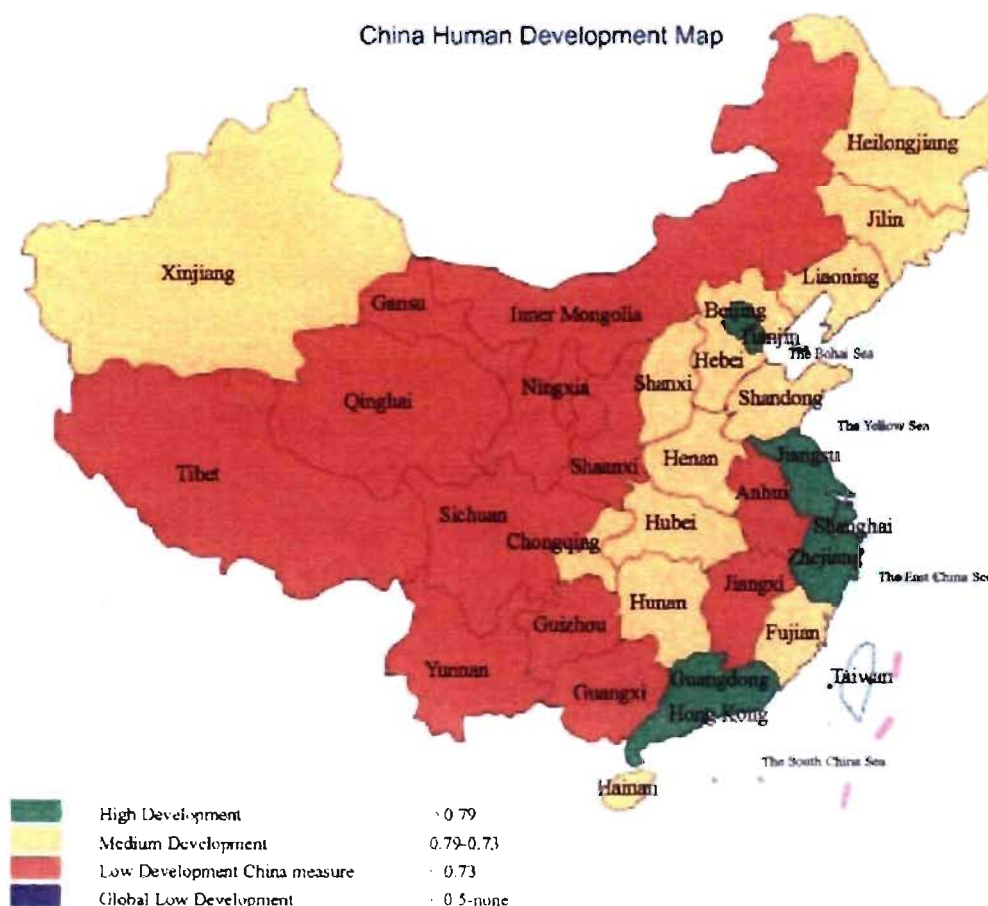 China Human Development Map
Heilongjiang
Jilin
Liaoning
Xinjiang
Gansu
Inner Mongolia
Beijing
Tianjin
The Bohai Sea
Hebei
Shanxi
Shandong
Ningxia
Qinghai
The Yellow Sea
Jiangsu
Henan
Shaanxi
Tibet
Anhui
Sichuan
Hubei
Shanghai
Chongqing
Zhejiang
The East China Se
Jiangxi
Hunan
Guizhou
Fujian
Yunnan
Guangdong
Taiwan
Guangxi
Hong Kong
The South China Sea
Hainan
High Development 0.79
Medium Development 0.79-0.73
Low Development China measure 0.73
Global Low Development 0.5-none